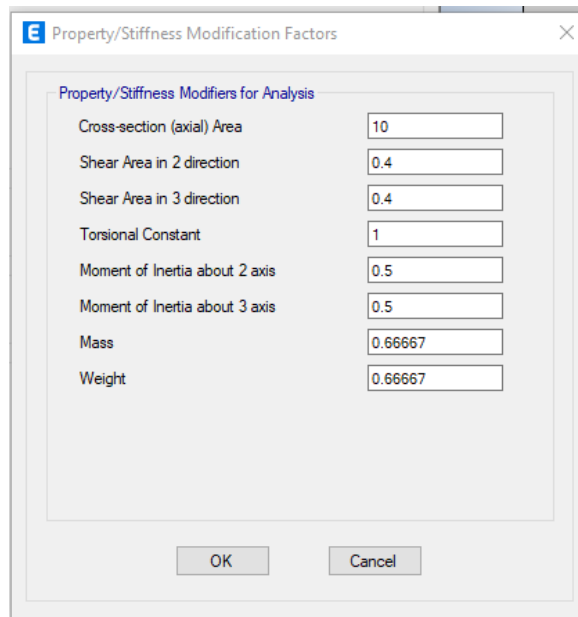 E Property/Stiffness Modification Factors
Property/Stiffness Modifiers for Analysis
Cross-section (axial) Area 10
Shear Area in 2 direction 0.4
Shear Area in 3 direction 0.4
Torsional Constant 1
Moment of Inertia about 2 axis 0.5
Moment of Inertia about 3 axis 0.5
Mass 0.66667
Weight 0.66667
OK Cancel